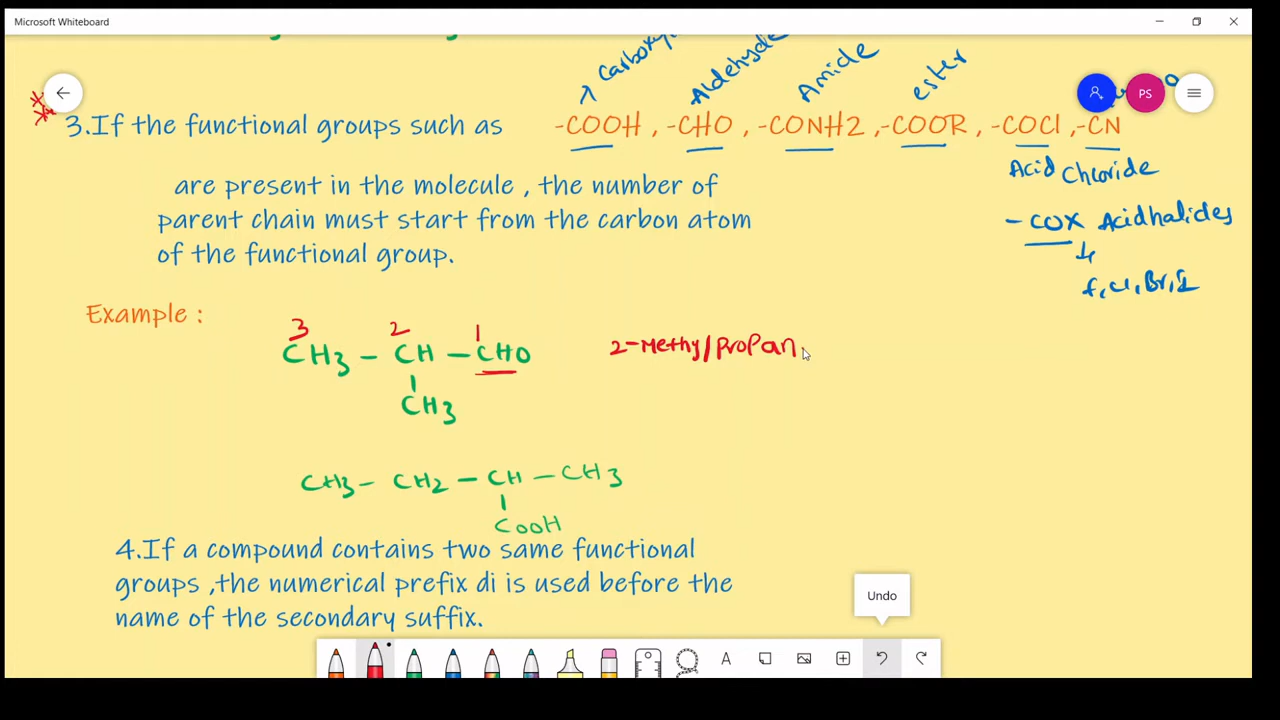 Microsoft Whiteboard
Carboxy
Aldehyde
Amide
ester
PS
3.If the functional groups such as -COOH , -CHO , -CONH2 ,-COOR , -COCl ,-CN
Acid Chloride
are present in the molecule , the number of
parent chain must start from the carbon atom
of the functional group.
- COX Acidhalides
F, Cl, Br, I
Example :
3 2 1
CH3 - CH - CHO
CH3
2-Methyl propan
CH3 - CH2 - CH - CH3
COOH
4.If a compound contains two same functional
groups ,the numerical prefix di is used before the
name of the secondary suffix.
Undo
A